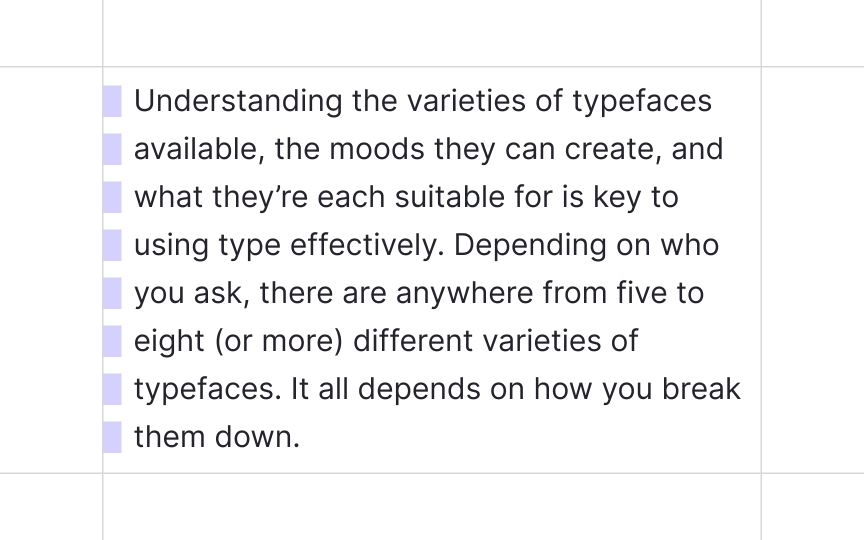 Understanding the varieties of typefaces
available, the moods they can create, and
what they’re each suitable for is key to
using type effectively. Depending on who
you ask, there are anywhere from five to
eight (or more) different varieties of
typefaces. It all depends on how you break
them down.